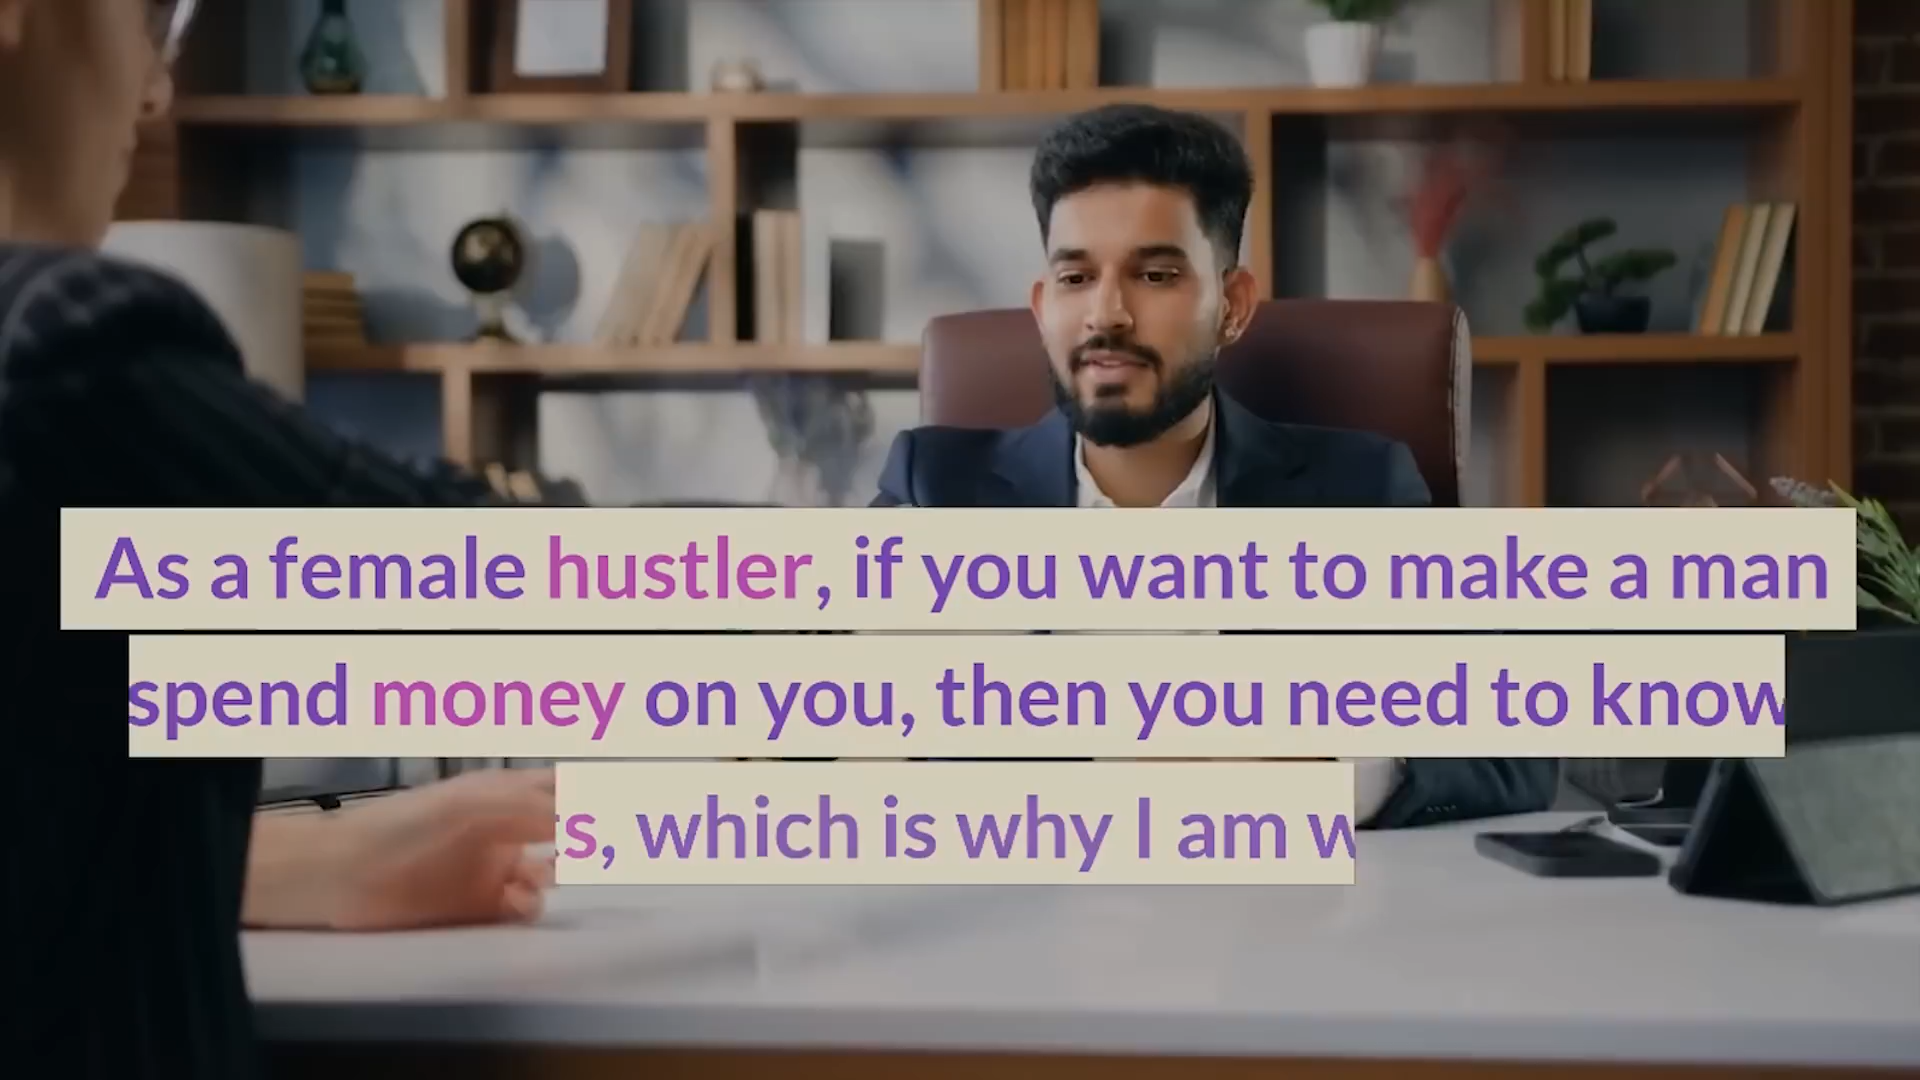 As a female hustler, if you want to make a man
spend money on you, then you need to know
, which is why I am